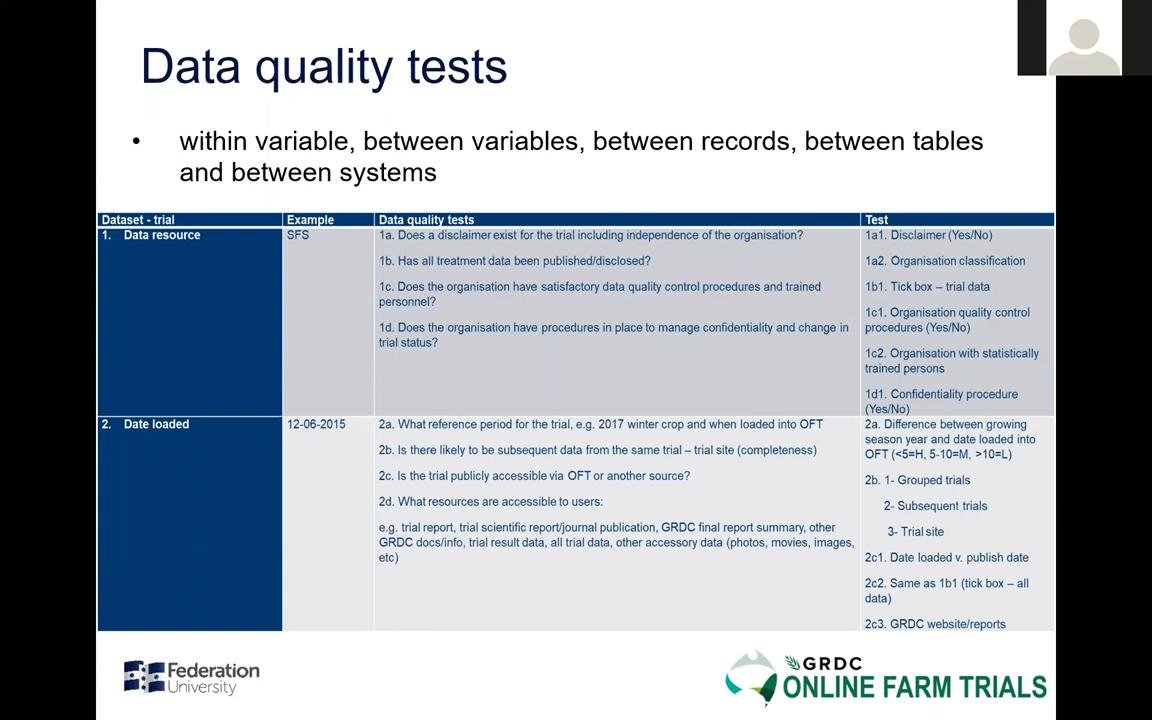 Data quality tests
• within variable, between variables, between records, between tables
and between systems
Dataset - trial Example Data quality tests Test
1. Data resource SFS 1a. Does a disclaimer exist for the trial including independence of the organisation? 1a1. Disclaimer (Yes/No)
1b. Has all treatment data been published/disclosed? 1a2. Organisation classification
1c. Does the organisation have satisfactory data quality control procedures and trained 1b1. Tick box – trial data
personnel?
1c1. Organisation quality control
1d. Does the organisation have procedures in place to manage confidentiality and change in procedures (Yes/No)
trial status?
1c2. Organisation with statistically
trained persons
1d1. Confidentiality procedure
(Yes/No)
2. Date loaded 12-06-2015 2a. What reference period for the trial, e.g. 2017 winter crop and when loaded into OFT 2a. Difference between growing
season year and date loaded into
2b. Is there likely to be subsequent data from the same trial – trial site (completeness) OFT (<5=H, 5-10=M, >10=L)
2c. Is the trial publicly accessible via OFT or another source? 2b. 1- Grouped trials
2d. What resources are accessible to users: 2- Subsequent trials
e.g. trial report, trial scientific report/journal publication, GRDC final report summary, other 3- Trial site
GRDC docs/info, trial result data, all trial data, other accessory data (photos, movies, images,
etc) 2c1. Date loaded v. publish date
2c2. Same as 1b1 (tick box – all
data)
2c3. GRDC website/reports
Federation
University
GRDC
ONLINE FARM TRIALS